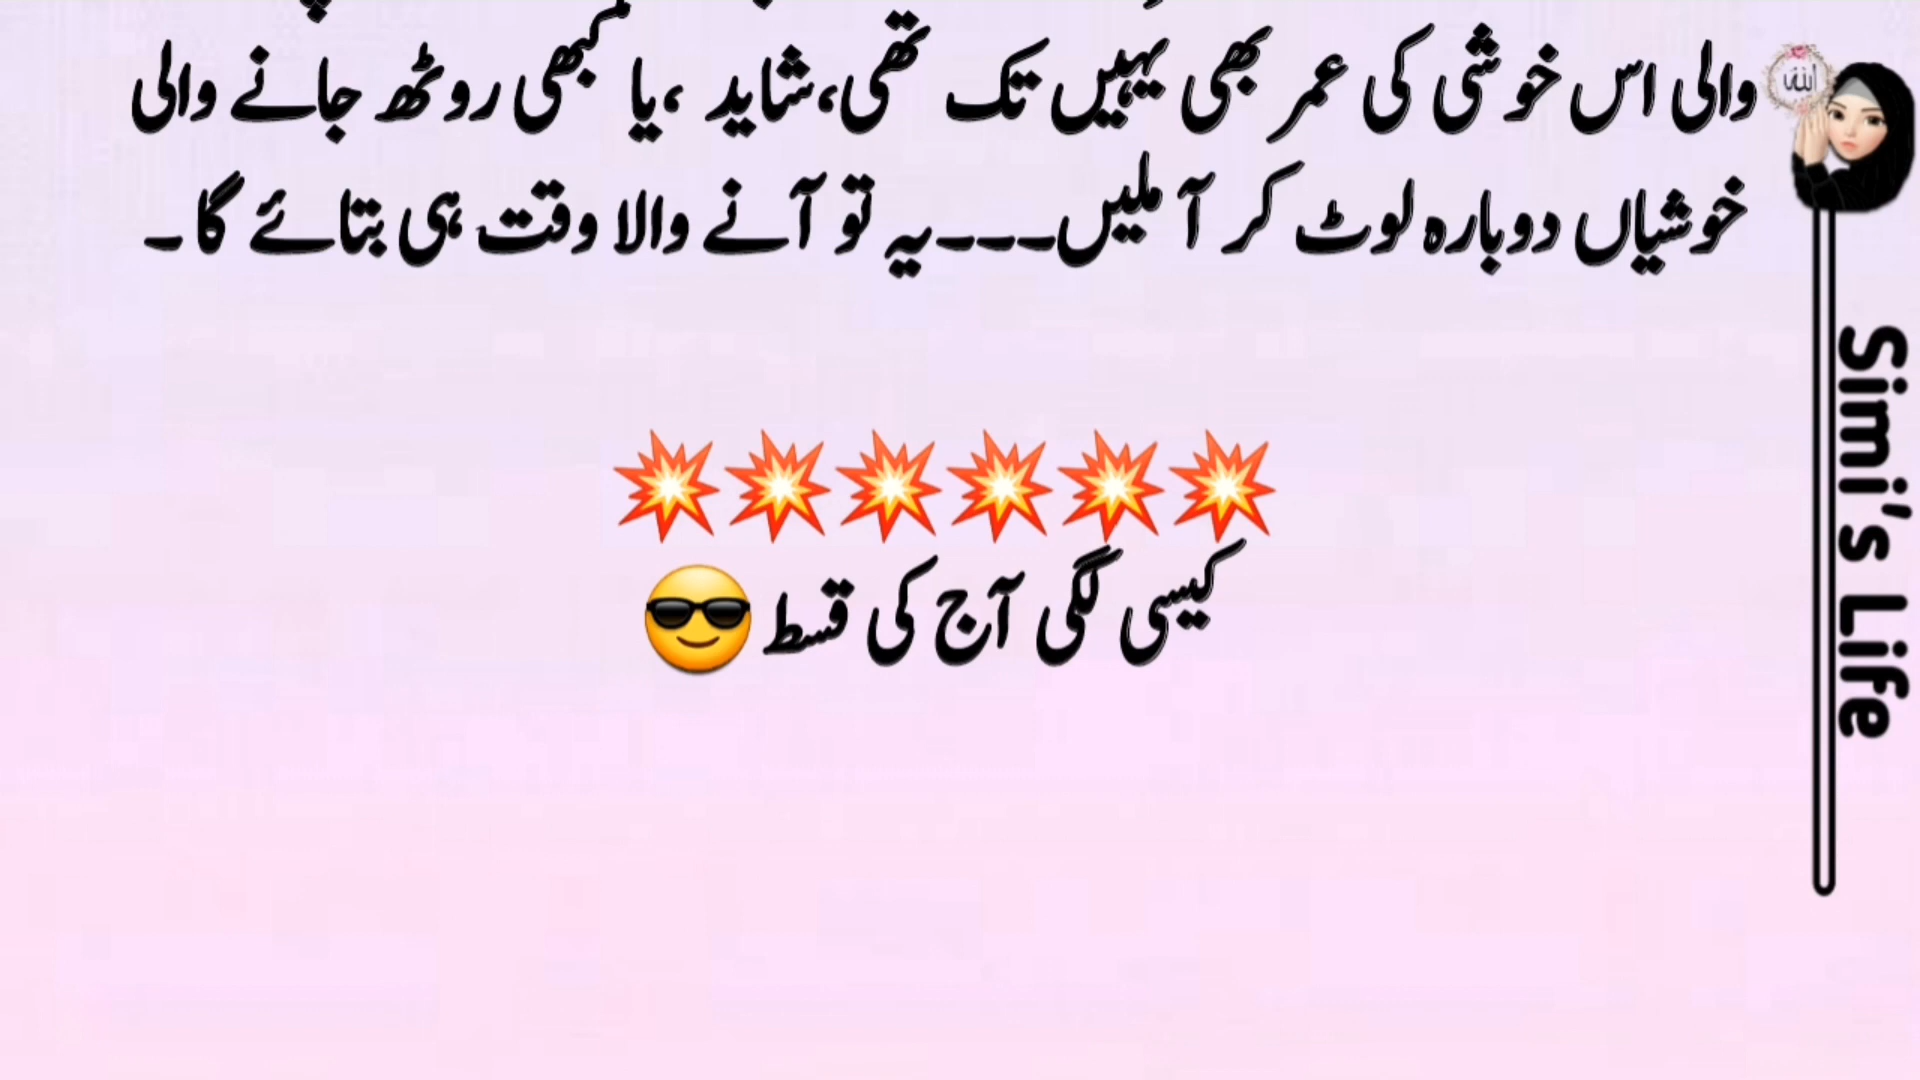 والی اس خوشی کی عمر بھی یہیں تک تھی،شاید ،یا کبھی روٹھ جانے والی
خوشیاں دوبارہ لوٹ کر آ ملیں۔۔۔یہ تو آنے والا وقت ہی بتائے گا ۔
💥💥💥💥💥💥
کیسی لگی آج کی قسط 😎
الله
Simi's Life